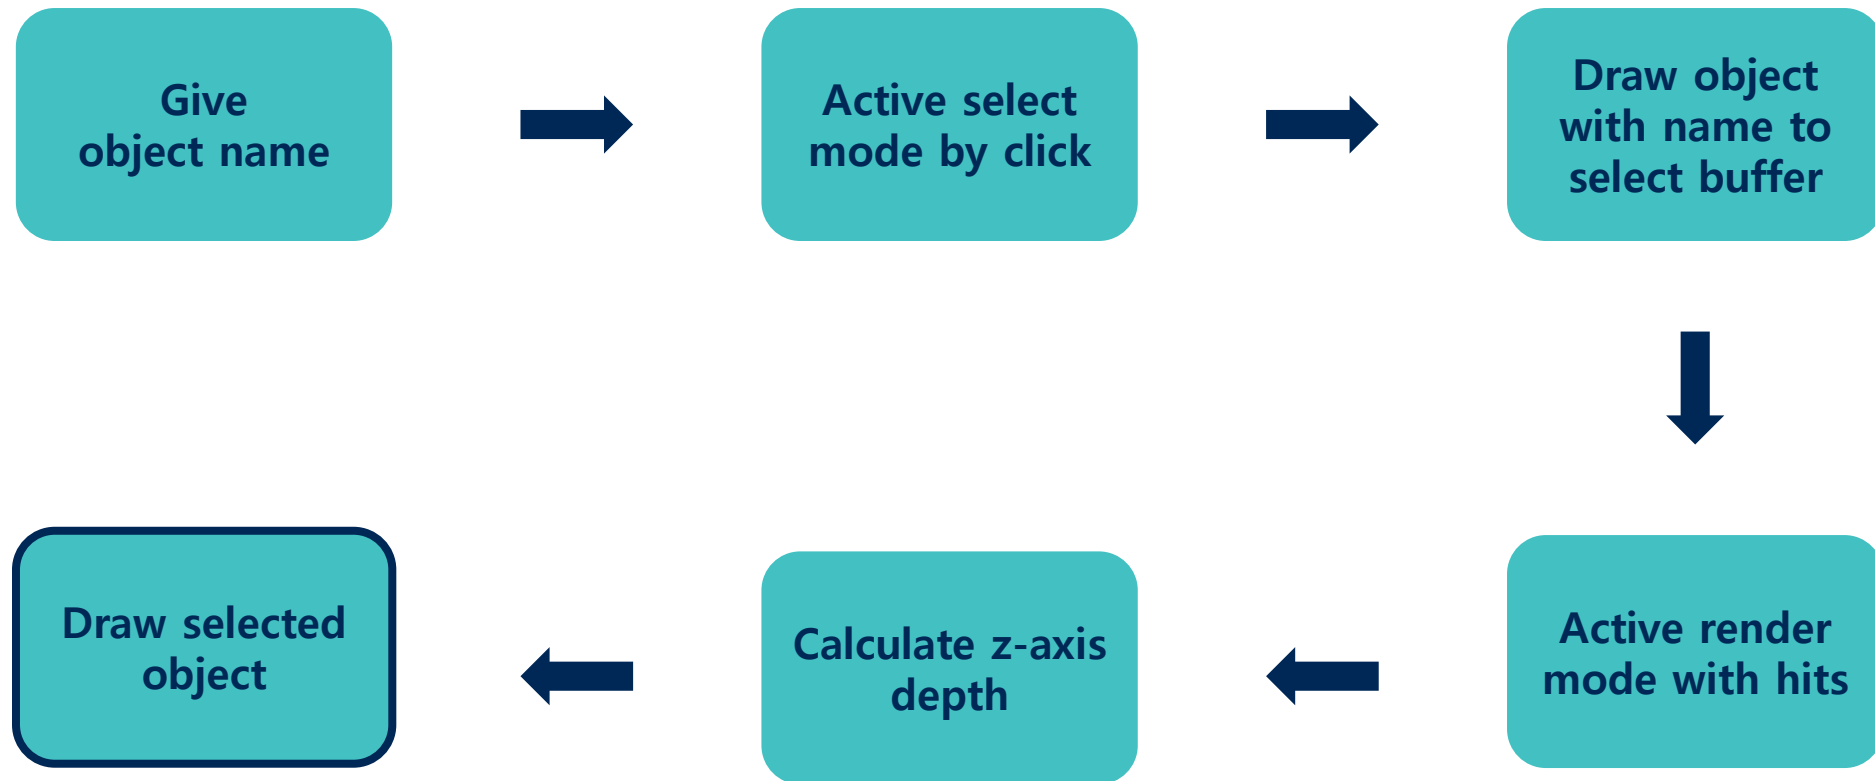 Give
object name
Active select
mode by click
Draw object
with name to
select buffer
Active render
mode with hits
Calculate z-axis
depth
Draw selected
object